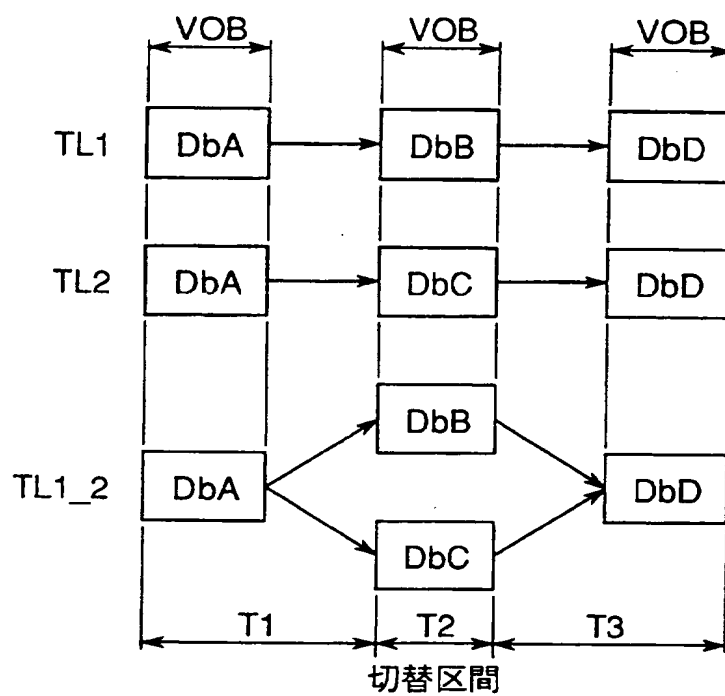 VOB VOB VOB
TL1 DbA DbB DbD
TL2 DbA DbC DbD
DbB
TL1_2 DbA DbD
DbC
T1 T2 T3
切替区間